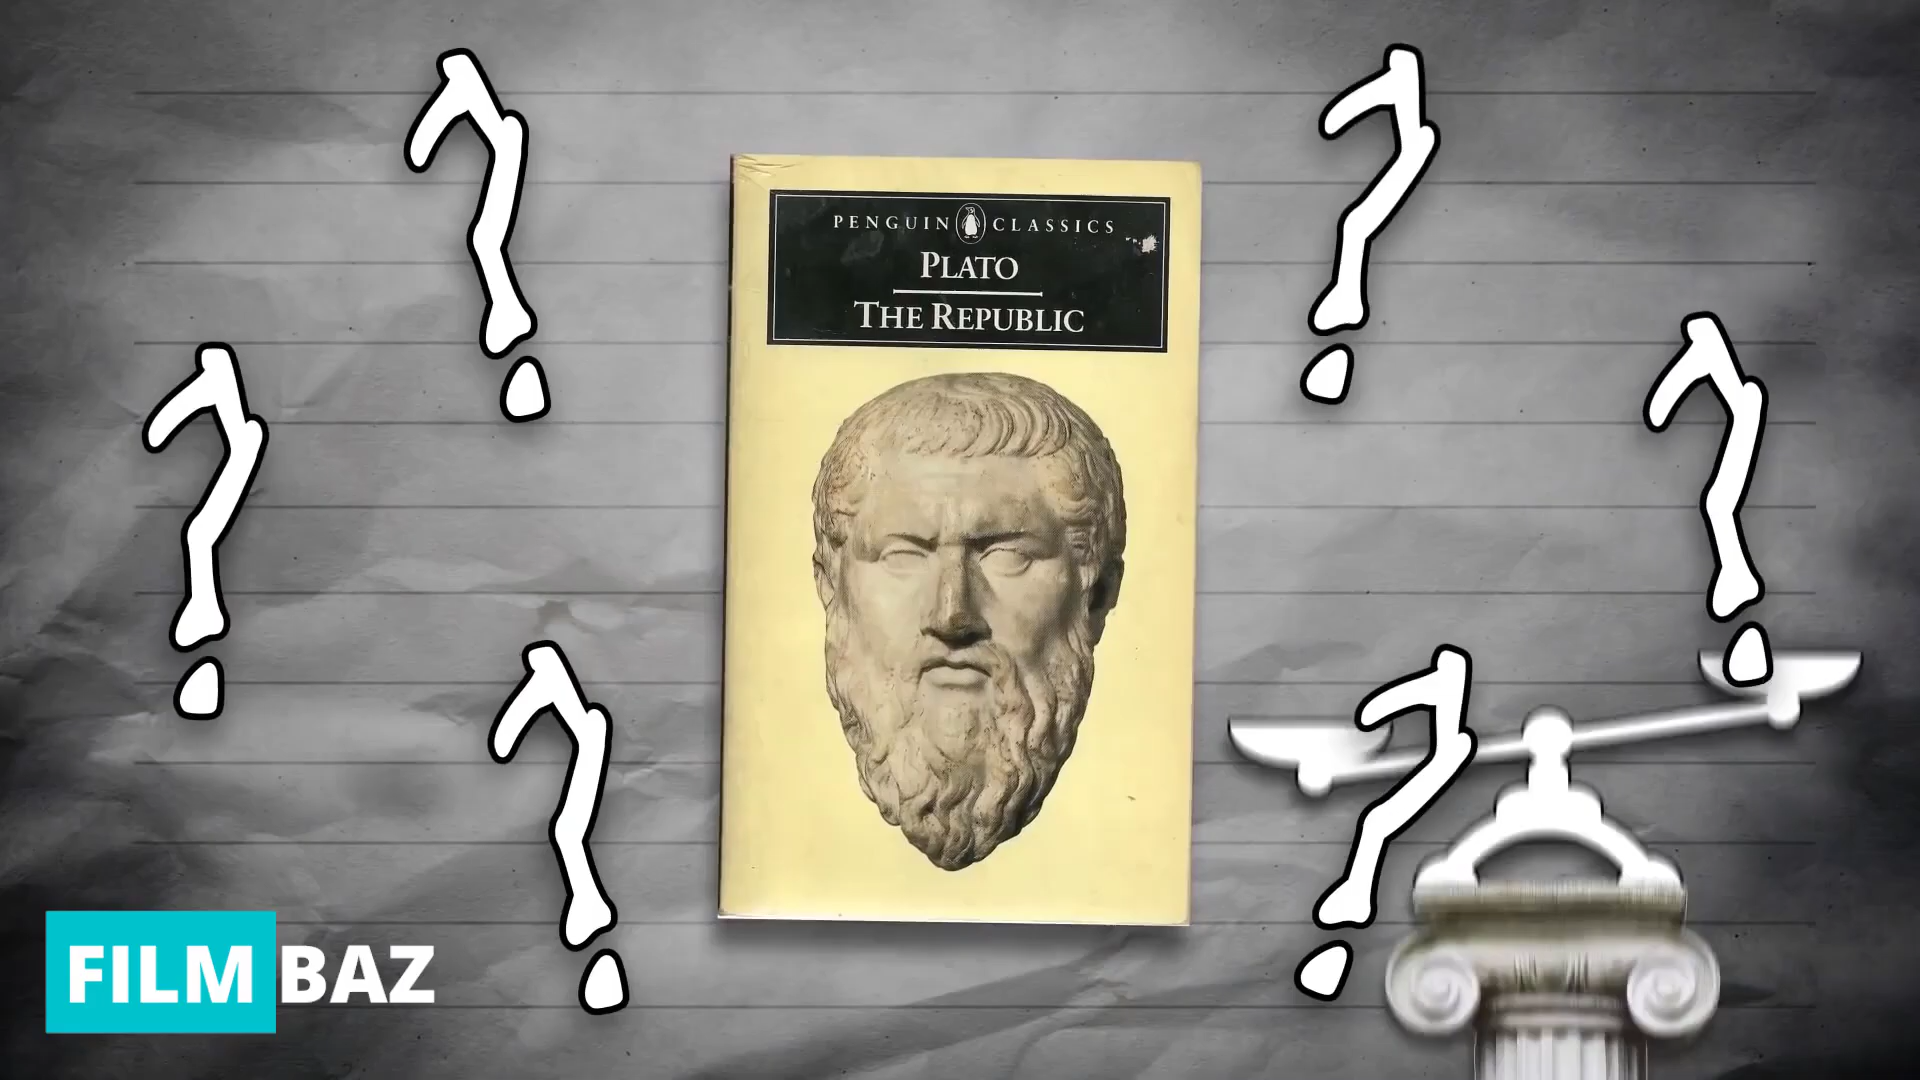 PENGUIN CLASSICS
PLATO
THE REPUBLIC
? ? ? ? ? ? ?
FILM BAZ